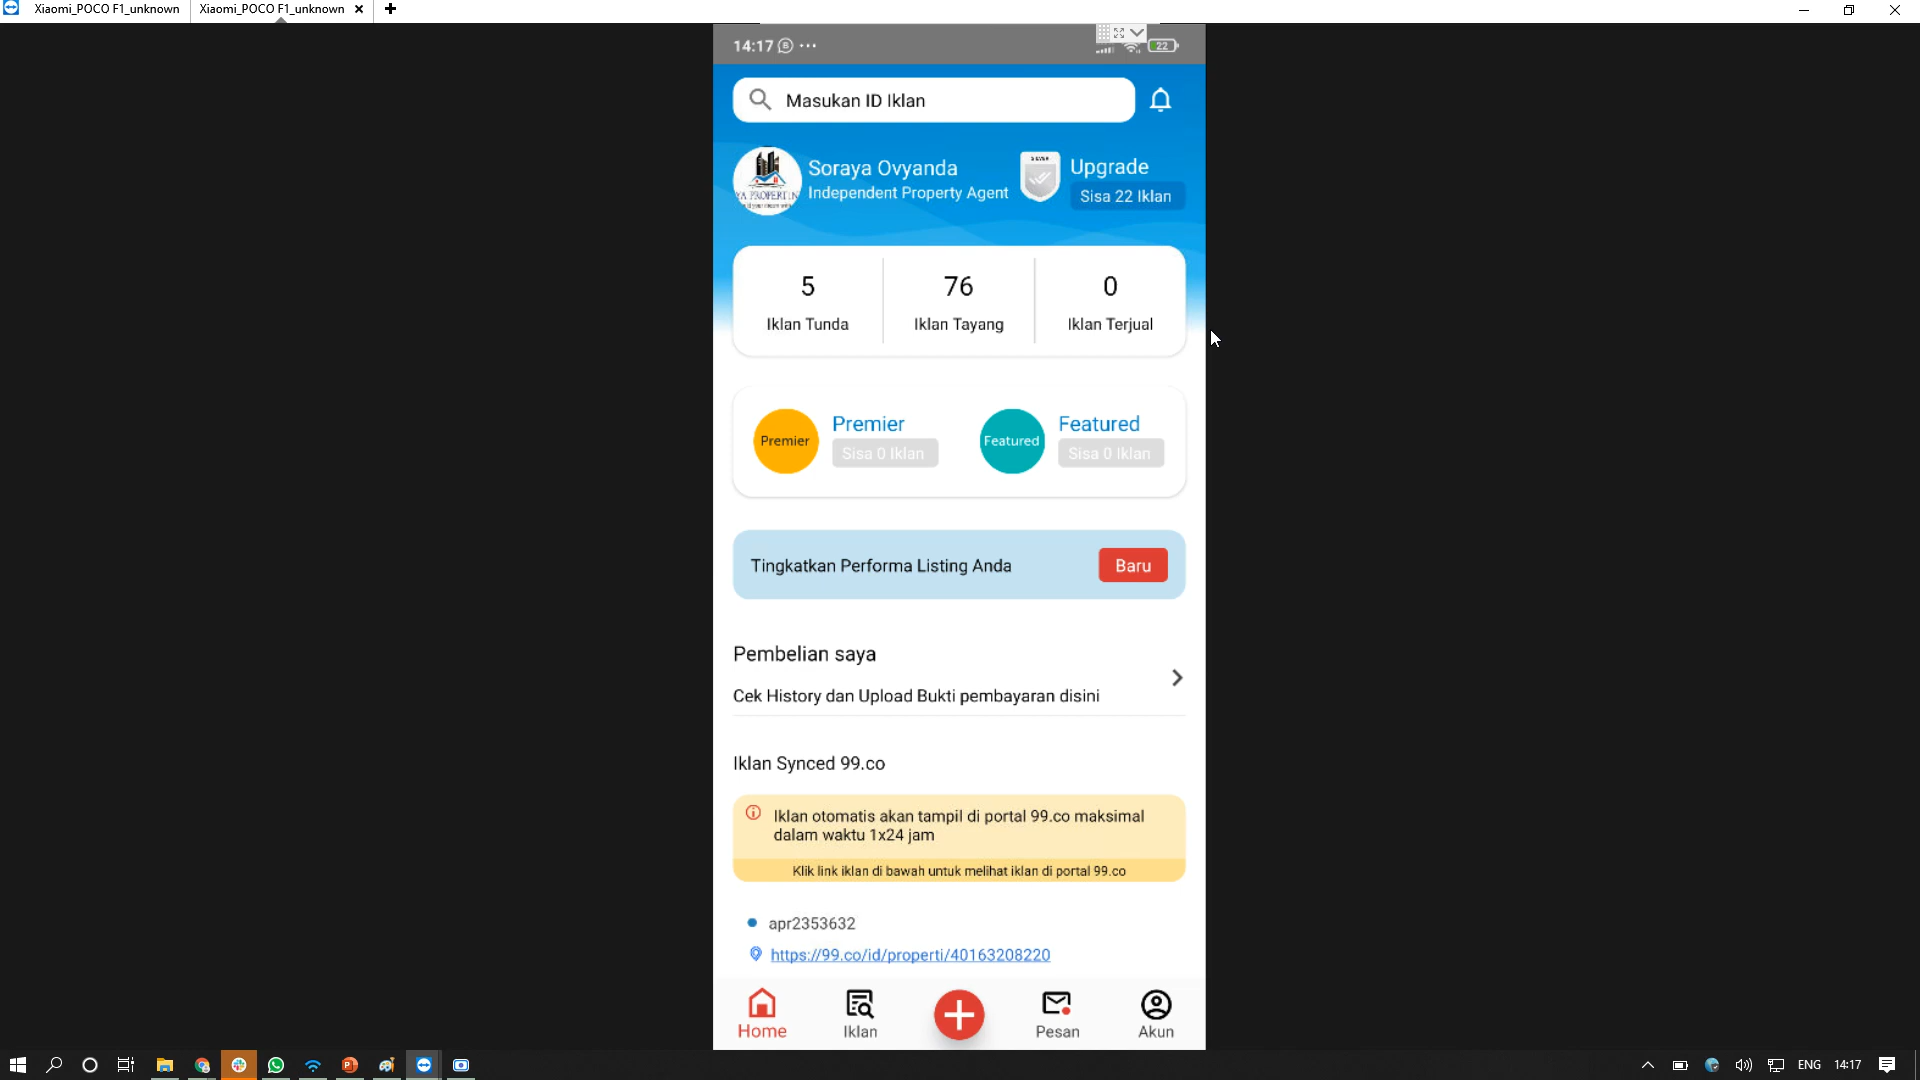 Xiaomi_POCO F1_unknown
Xiaomi_POCO F1_unknown
14:17
22
Masukan ID Iklan
Soraya Ovyanda
Independent Property Agent
SILVER
Upgrade
Sisa 22 Iklan
5
Iklan Tunda
76
Iklan Tayang
0
Iklan Terjual
Premier
Premier
Sisa 0 Iklan
Featured
Featured
Sisa 0 Iklan
Tingkatkan Performa Listing Anda
Baru
Pembelian saya
Cek History dan Upload Bukti pembayaran disini
Iklan Synced 99.co
Iklan otomatis akan tampil di portal 99.co maksimal
dalam waktu 1x24 jam
Klik link iklan di bawah untuk melihat iklan di portal 99.co
apr2353632
https://99.co/id/properti/40163208220
Home
Iklan
Pesan
Akun
ENG
14:17